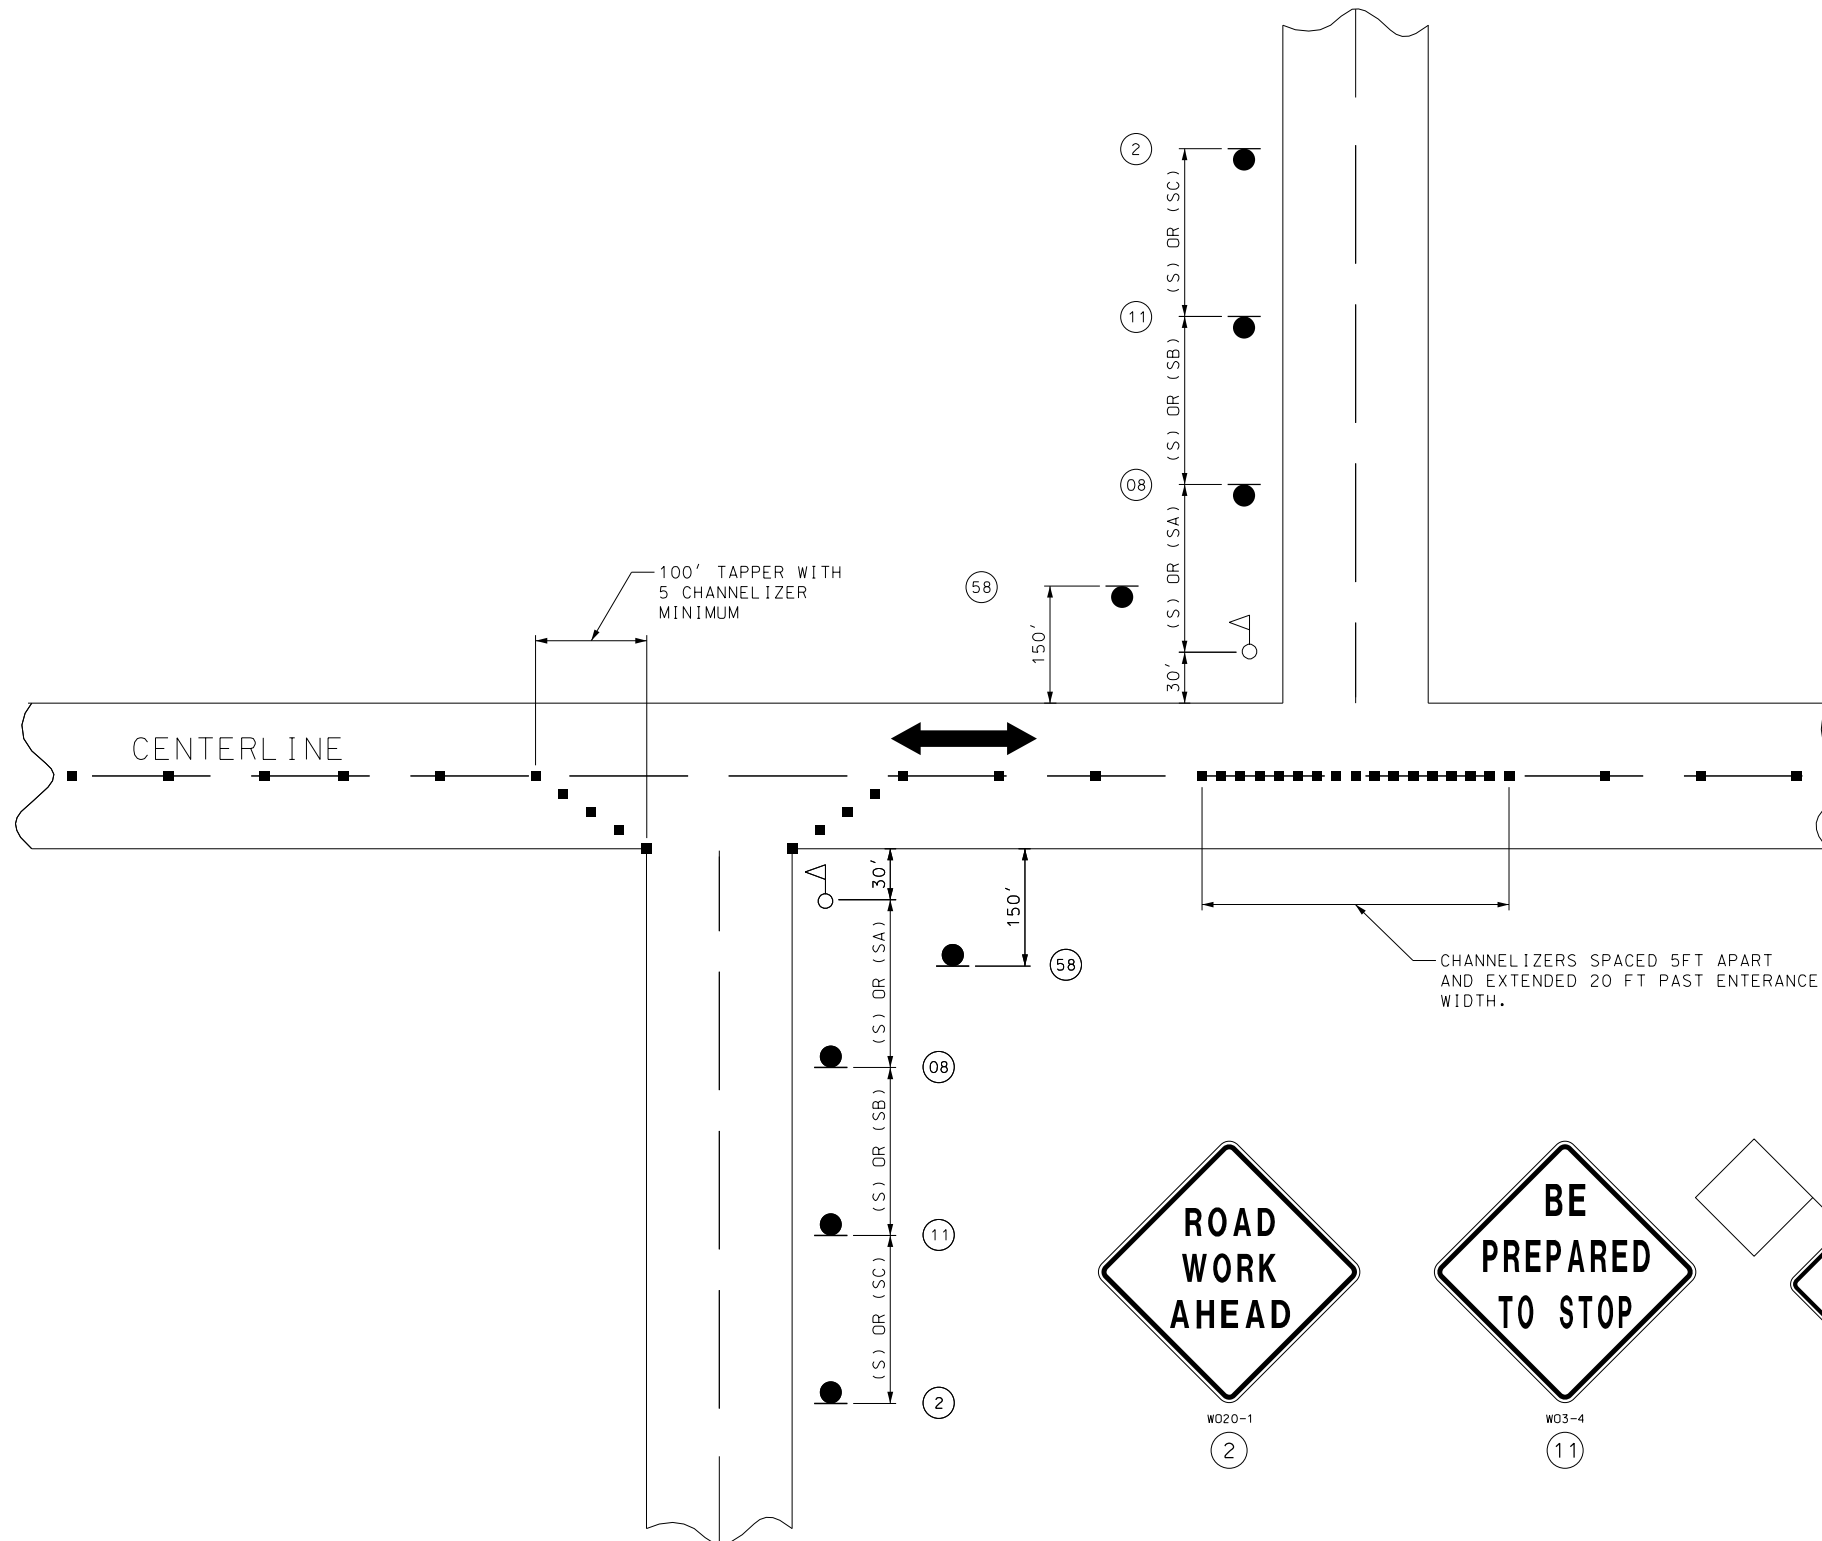 2
(S) OR (SC)
11
(S) OR (SB)
08
(S) OR (SA)
100' TAPPER WITH
5 CHANNELIZER
MINIMUM
58
150'
30'
CENTERLINE
30'
150'
(S) OR (SA)
58
CHANNELIZERS SPACED 5FT APART
AND EXTENDED 20 FT PAST ENTERANCE
WIDTH.
08
(S) OR (SB)
11
(S) OR (SC)
2
ROAD
WORK
AHEAD
WO20-1
2
BE
PREPARED
TO STOP
WO3-4
11